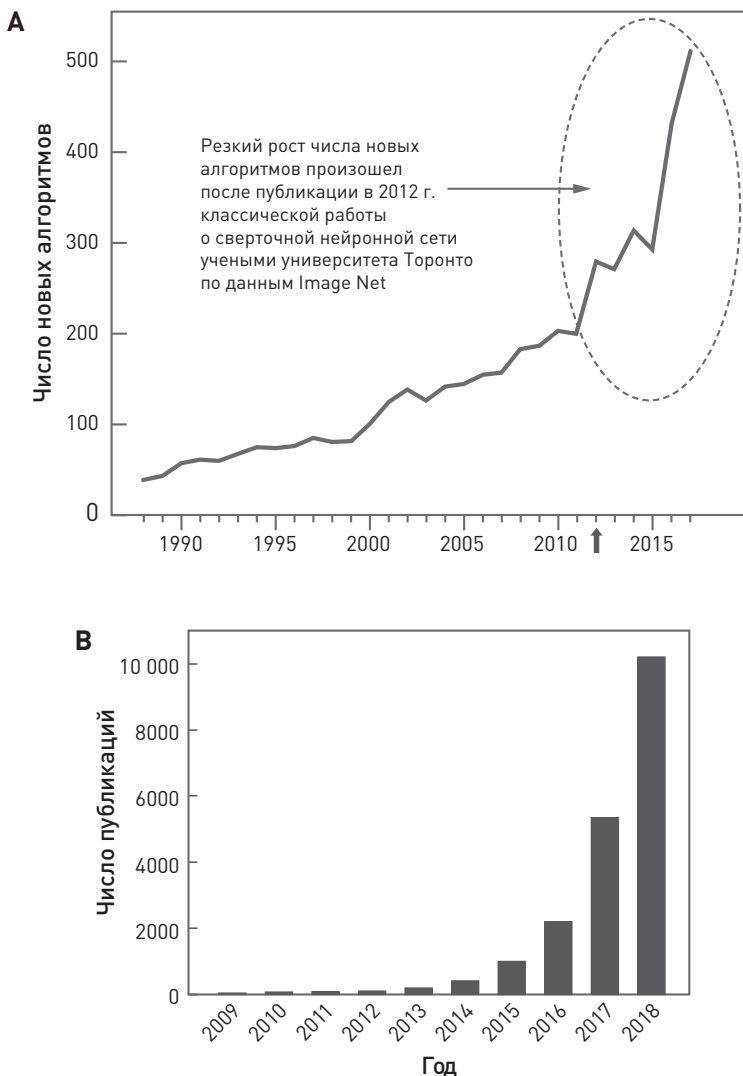 A
Число новых алгоритмов
500
400
300
200
100
0
Резкий рост числа новых
алгоритмов произошел
после публикации в 2012 г.
классической работы
о сверточной нейронной сети
учеными университета Торонто
по данным Image Net
1990 1995 2000 2005 2010 2015
B
Число публикаций
10 000
8000
6000
4000
2000
0
2009 2010 2011 2012 2013 2014 2015 2016 2017 2018
Год